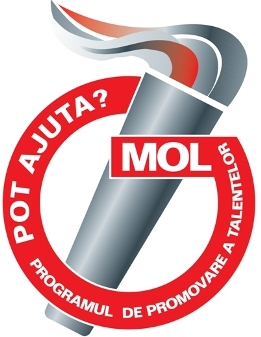 POT AJUTA?
MOL
PROGRAMUL DE PROMOVARE A TALENTELOR